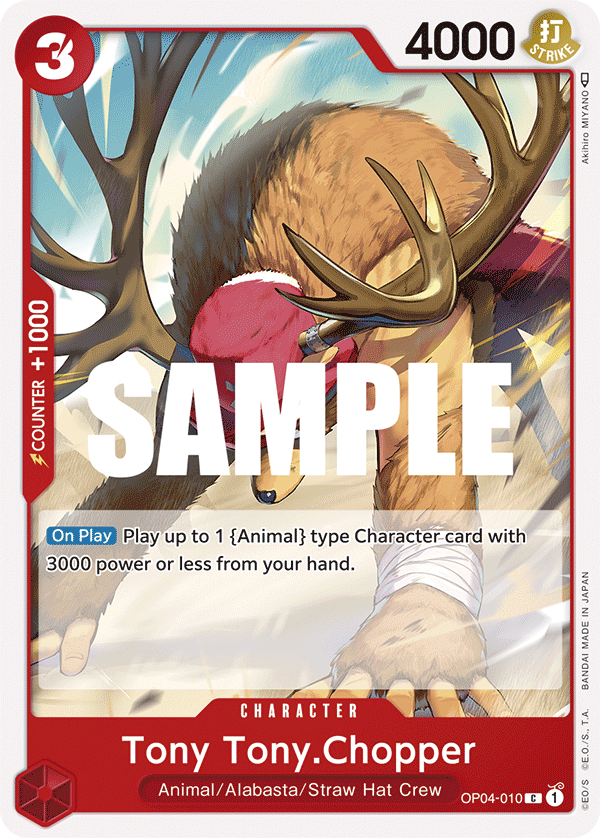 3
4000
打
STRIKE
Akihiro MIYANO
COUNTER +1000
SAMPLE
On Play Play up to 1 {Animal} type Character card with
3000 power or less from your hand.
CHARACTER
Tony Tony.Chopper
Animal/Alabasta/Straw Hat Crew
OP04-010 C 1
©EO/S ©E.O./S., T.A. BANDAI MADE IN JAPAN